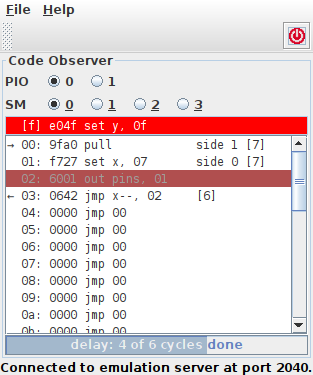 File Help
Code Observer
PIO 0 1
SM 0 1 2 3
[f] e04f set y, 0f
→ 00: 9fa0 pull side 1 [7]
01: f727 set x, 07 side 0 [7]
02: 6001 out pins, 01
← 03: 0642 jmp x--, 02 [6]
04: 0000 jmp 00
05: 0000 jmp 00
06: 0000 jmp 00
07: 0000 jmp 00
08: 0000 jmp 00
09: 0000 jmp 00
0a: 0000 jmp 00
0b: 0000 jmp 00
delay: 4 of 6 cycles done
Connected to emulation server at port 2040.